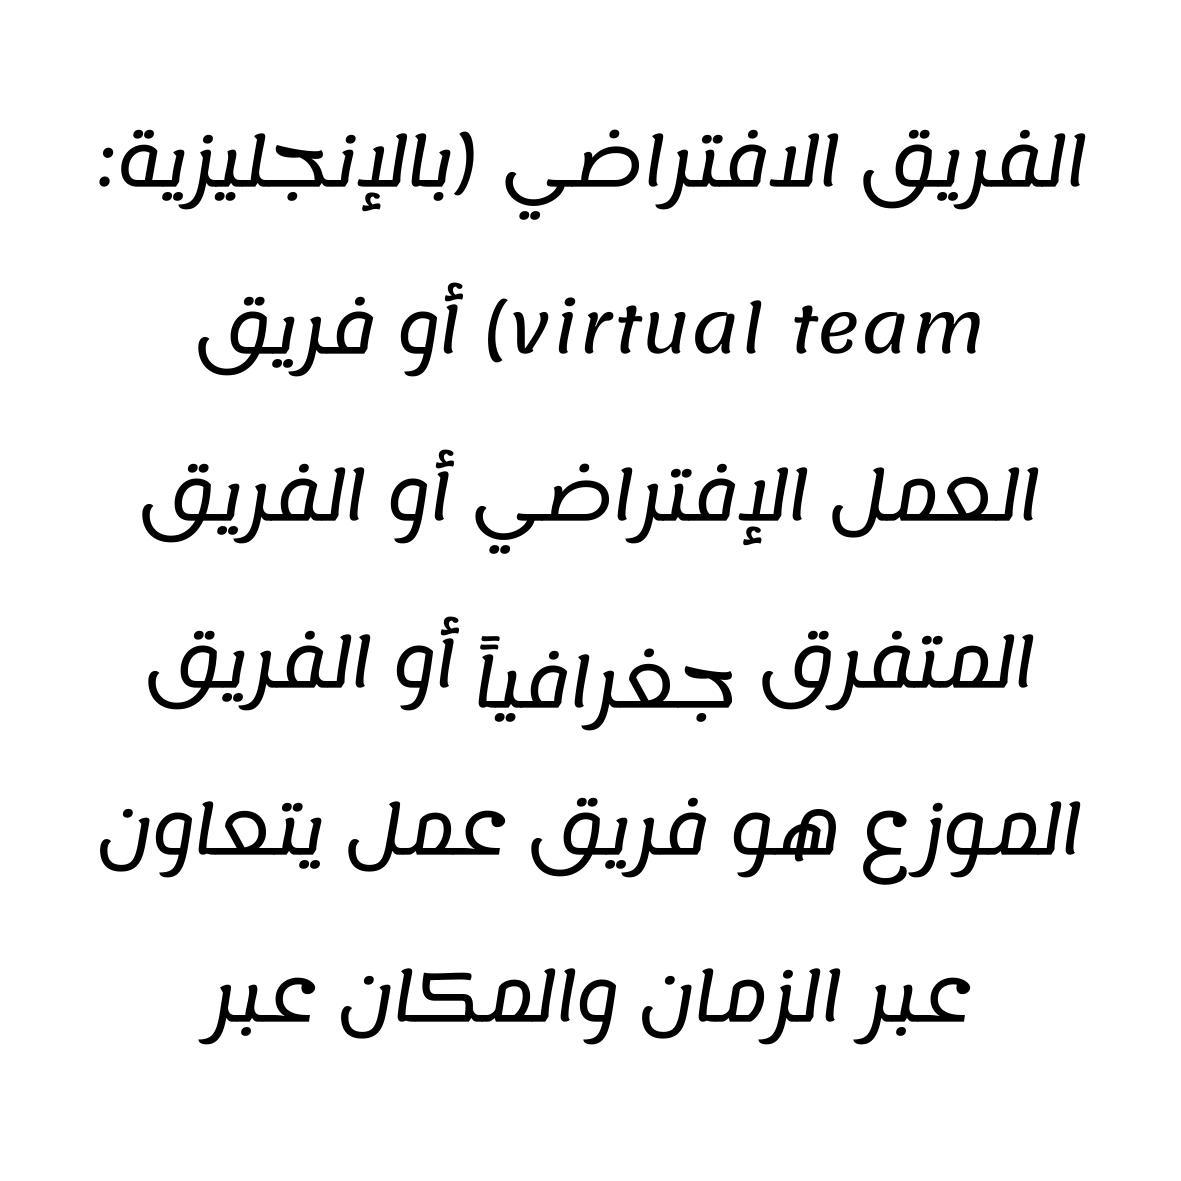 الفريق الافتراضي (بالإنجليزية:
virtual team) أو فريق
العمل الإفتراضي أو الفريق
المتفرق جغرافياً أو الفريق
الموزع هو فريق عمل يتعاون
عبر الزمان والمكان عبر